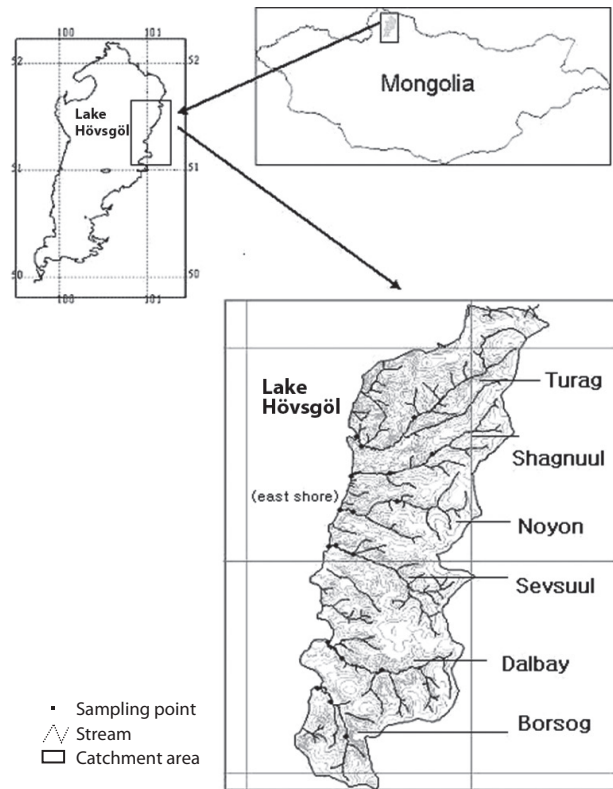 100
101
52
52
Lake
Hövsgöl
51
51
50
50
100
101
Mongolia
Lake
Hövsgöl
Turag
Shagnuul
(east shore)
Noyon
Sevsuul
Dalbay
Borsog
Sampling point
Stream
Catchment area